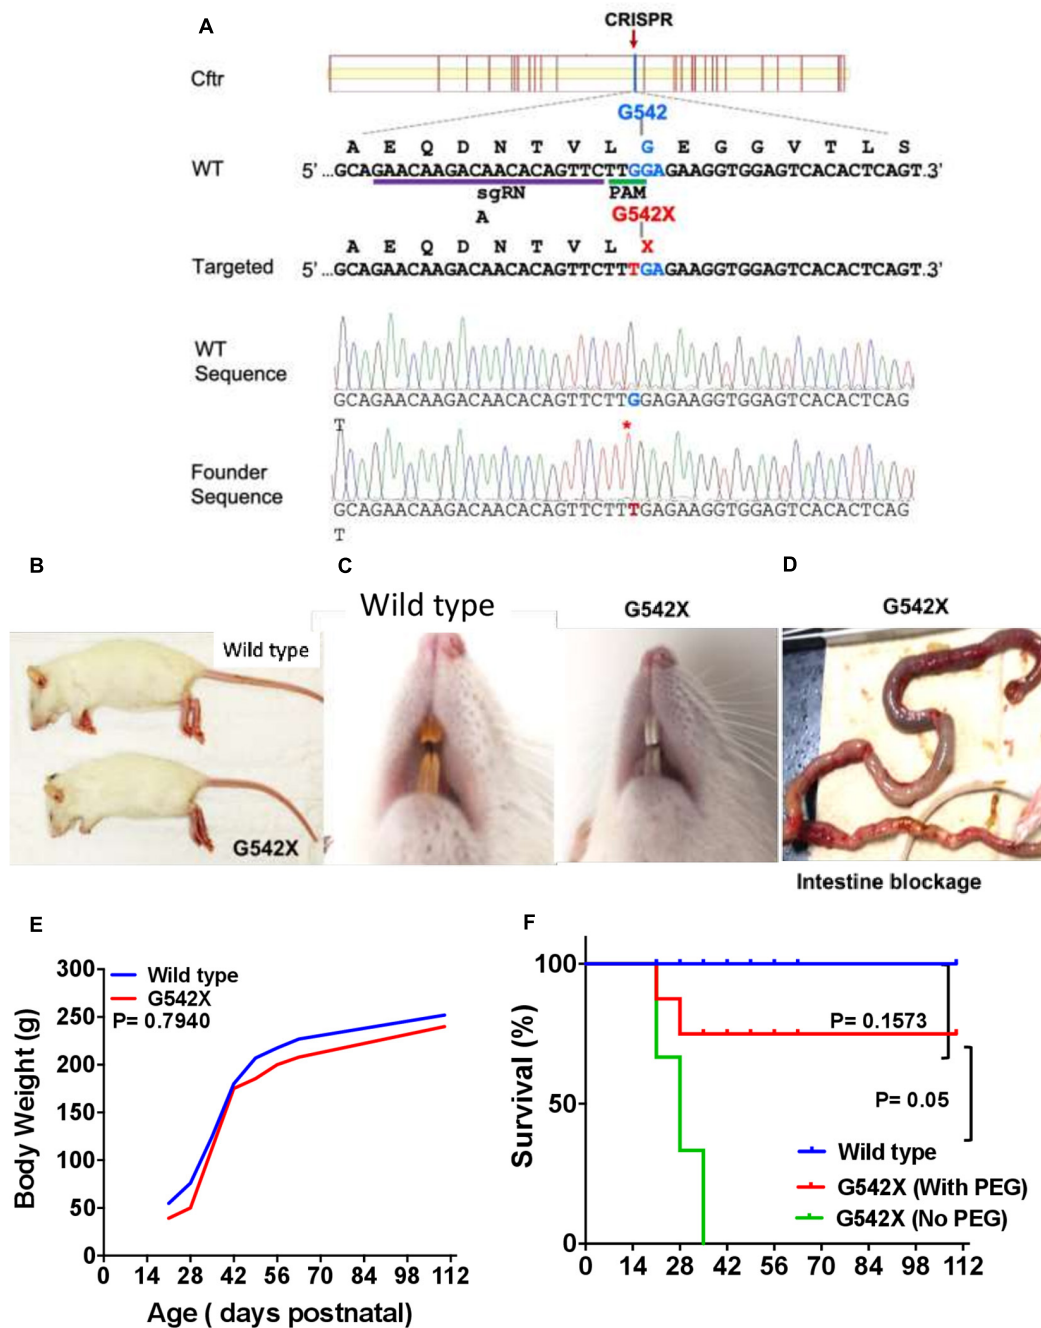 A
CRISPR
Cftr
G542
A E Q D N T V L G E G G V T L S
WT 5' ...GCAGAACAAGACAACACAGTTCTTGGAGAAGGTGGAGTCACACTCAGT.3'
sgRN PAM
A G542X
A E Q D N T V L X
Targeted 5' ...GCAGAACAAGACAACACAGTTCTTTGAGAAGGTGGAGTCACACTCAGT.3'
WT
Sequence
GCAGAACAAGACAACACAGTTCTTGGAGAAGGTGGAGTCACACTCAG
T
*
Founder
Sequence
GCAGAACAAGACAACACAGTTCTTTGAGAAGGTGGAGTCACACTCAG
T
B
Wild type
G542X
C
Wild type
G542X
D
G542X
Intestine blockage
E
300
250
200
150
100
50
0
Body Weight (g)
Wild type
G542X
P= 0.7940
0 14 28 42 56 70 84 98 112
Age ( days postnatal)
F
100
50
0
Survival (%)
P= 0.1573
P= 0.05
Wild type
G542X (With PEG)
G542X (No PEG)
0 14 28 42 56 70 84 98 112